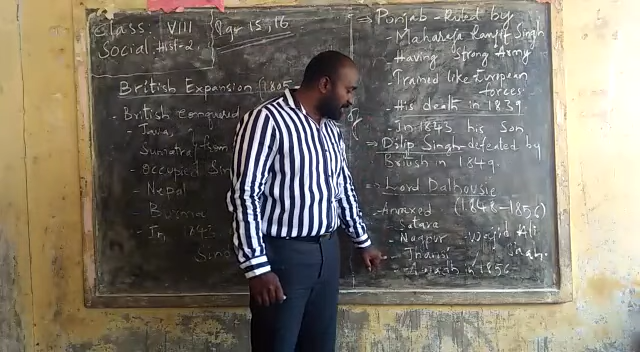 Class: VIII
Social: Hist-2.
Pgr 15, 16
British Expansion (1805
- British Conquered
- Java,
Sumatra from
- Occupied Sin
- Nepal
- Burma
- In, 1843
Sind
⇒ Punjab - Ruled by
- Maharaja Ranjit Singh
- Having Strong Army
- Trained like European
forces
- His death in 1839
- In 1843 his Son
⇒ Dilip Singh - defeated by
British in 1849.
⇒ Lord Dalhousie
- Annexed (1848-1856)
- Satara
- Nagpur - Wajid Ali
- Jhansi Shah.
- Awadh in 1856